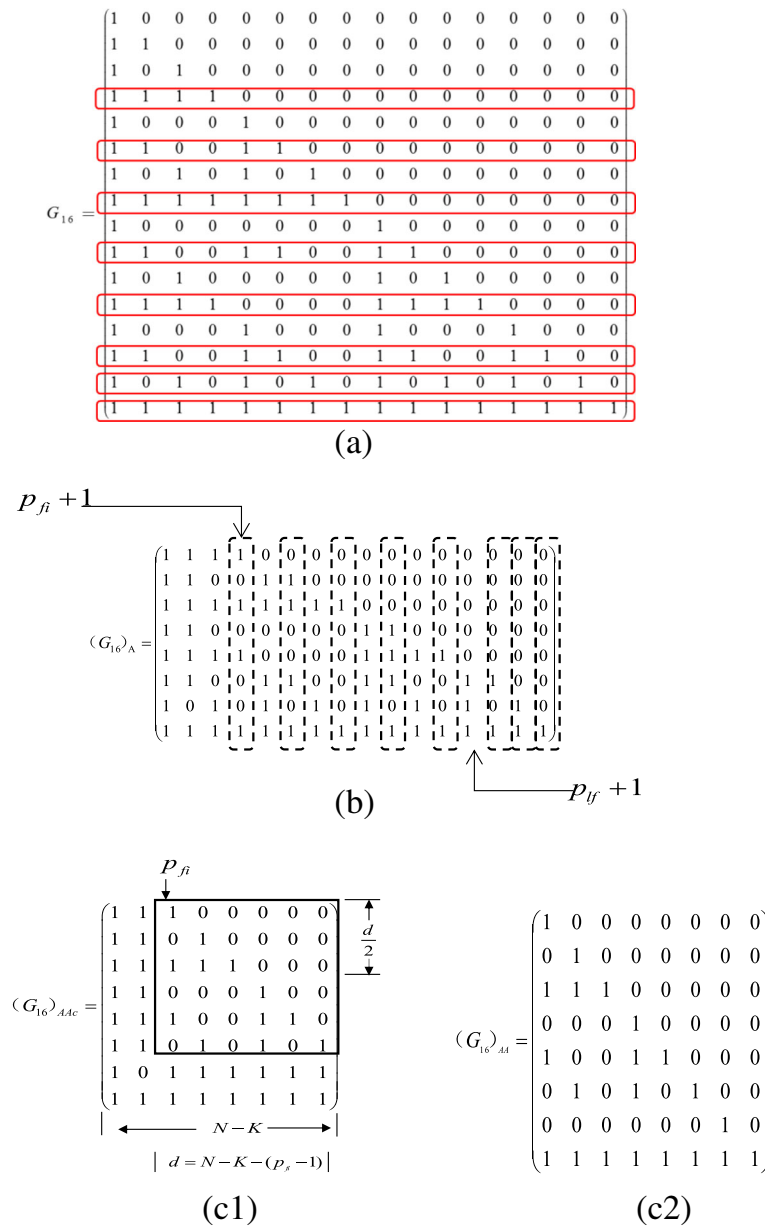 1 0 0 0 0 0 0 0 0 0 0 0 0 0 0 0
1 1 0 0 0 0 0 0 0 0 0 0 0 0 0 0
1 0 1 0 0 0 0 0 0 0 0 0 0 0 0 0
1 1 1 1 0 0 0 0 0 0 0 0 0 0 0 0
1 0 0 0 1 0 0 0 0 0 0 0 0 0 0 0
1 1 0 0 1 1 0 0 0 0 0 0 0 0 0 0
1 0 1 0 1 0 1 0 0 0 0 0 0 0 0 0
1 1 1 1 1 1 1 1 0 0 0 0 0 0 0 0
G16 =
1 0 0 0 0 0 0 0 1 0 0 0 0 0 0 0
1 1 0 0 1 1 0 0 1 1 0 0 0 0 0 0
1 0 1 0 0 0 0 0 1 0 1 0 0 0 0 0
1 1 1 1 0 0 0 0 1 1 1 1 0 0 0 0
1 0 0 0 1 0 0 0 1 0 0 0 1 0 0 0
1 1 0 0 1 1 0 0 1 1 0 0 1 1 0 0
1 0 1 0 1 0 1 0 1 0 1 0 1 0 1 0
1 1 1 1 1 1 1 1 1 1 1 1 1 1 1 1
(a)
p_fi + 1
1 1 1 1 0 0 0 0 0 0 0 0 0 0 0 0
1 1 0 0 1 1 0 0 0 0 0 0 0 0 0 0
1 1 1 1 1 1 1 1 0 0 0 0 0 0 0 0
1 1 0 0 0 0 0 0 1 1 0 0 0 0 0 0
(G16)A =
1 1 1 1 0 0 0 0 1 1 1 1 0 0 0 0
1 1 0 0 1 1 0 0 1 1 0 0 1 1 0 0
1 0 1 0 1 0 1 0 1 0 1 0 1 0 1 0
1 1 1 1 1 1 1 1 1 1 1 1 1 1 1 1
p_lf + 1
(b)
p_fi
1 1 1 0 0 0 0 0
1 1 0 1 0 0 0 0
d/2
1 1 1 1 1 0 0 0
1 1 0 0 0 1 0 0
(G16)AAc =
1 1 1 0 0 1 1 0
1 1 0 1 0 1 0 1
1 0 1 1 1 1 1 1
1 1 1 1 1 1 1 1
N−K
d = N−K−(p_fi−1)
(c1)
1 0 0 0 0 0 0 0
0 1 0 0 0 0 0 0
1 1 1 0 0 0 0 0
0 0 0 1 0 0 0 0
(G16)AA =
1 0 0 1 1 0 0 0
0 1 0 1 0 1 0 0
0 0 0 0 0 0 1 0
1 1 1 1 1 1 1 1
(c2)